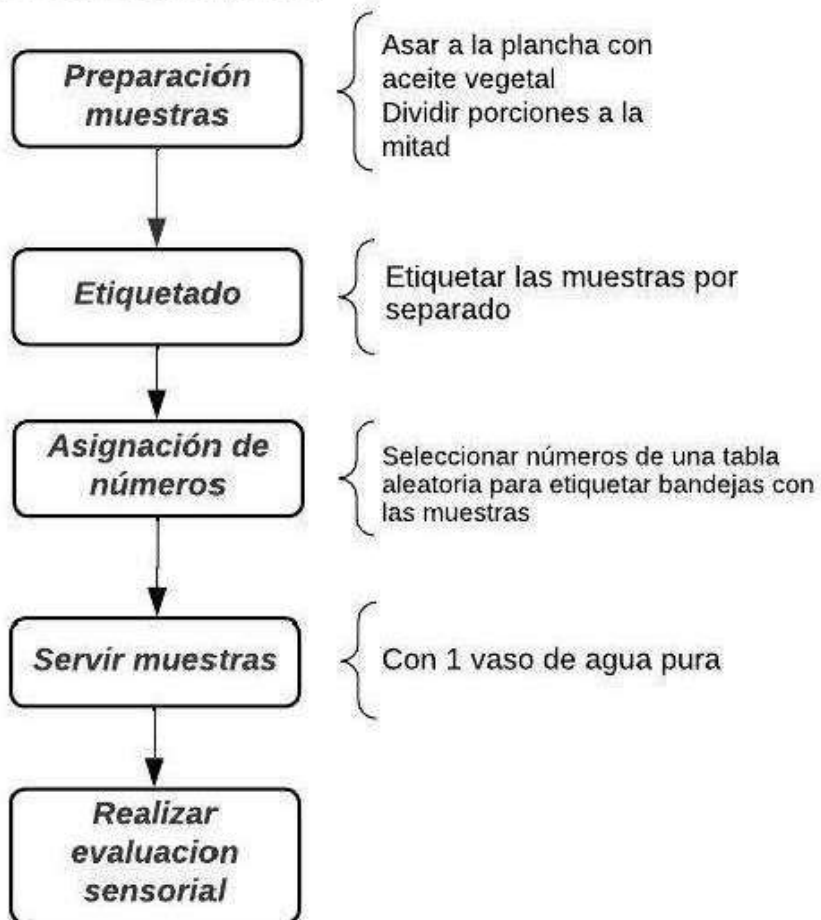 Preparación
muestras
Asar a la plancha con
aceite vegetal
Dividir porciones a la
mitad
Etiquetado
Etiquetar las muestras por
separado
Asignación de
números
Seleccionar números de una tabla
aleatoria para etiquetar bandejas con
las muestras
Servir muestras
Con 1 vaso de agua pura
Realizar
evaluacion
sensorial